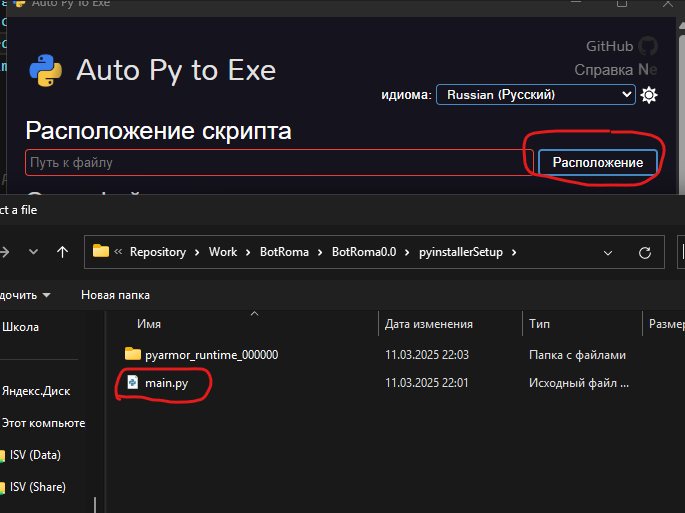 Auto Py To Exe
GitHub
Auto Py to Exe
Справка Ne
идиома: Russian (Русский)
Расположение скрипта
Путь к файлу
Расположение
ct a file
« Repository › Work › BotRoma › BotRoma0.0 › pyinstallerSetup ›
дочить Новая папка
Имя Дата изменения Тип Размер
Школа
pyarmor_runtime_000000 11.03.2025 22:03 Папка с файлами
main.py 11.03.2025 22:01 Исходный файл ...
Яндекс.Диск
Этот компьюте
ISV (Data)
ISV (Share)